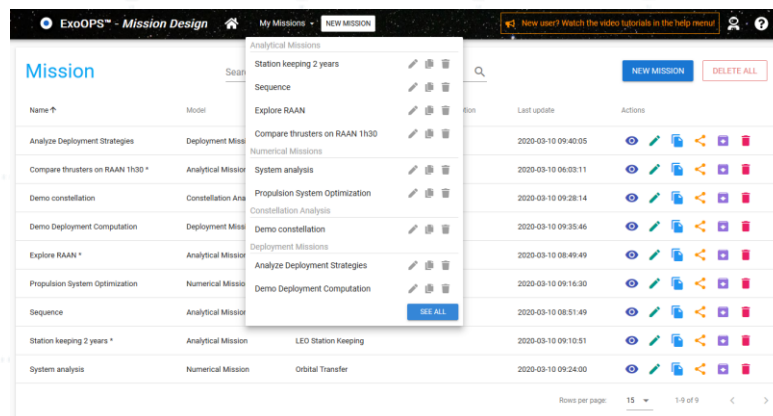 ExoOPS™ - Mission Design My Missions NEW MISSION New user? Watch the video tutorials in the help menu!
Mission
Sear
NEW MISSION DELETE ALL
Analytical Missions
Station keeping 2 years
Sequence
Explore RAAN
Compare thrusters on RAAN 1h30
Numerical Missions
System analysis
Propulsion System Optimization
Constellation Analysis
Demo constellation
Deployment Missions
Analyze Deployment Strategies
Demo Deployment Computation
SEE ALL
Name Model Last update Actions
Analyze Deployment Strategies Deployment Missi 2020-03-10 09:40:05
Compare thrusters on RAAN 1h30 * Analytical Mission 2020-03-10 06:03:11
Demo constellation Constellation Ana 2020-03-10 09:28:14
Demo Deployment Computation Deployment Missi 2020-03-10 09:35:46
Explore RAAN * Analytical Mission 2020-03-10 08:49:49
Propulsion System Optimization Numerical Missio 2020-03-10 09:16:30
Sequence Analytical Mission 2020-03-10 08:51:49
Station keeping 2 years * Analytical Mission LEO Station Keeping 2020-03-10 09:10:51
System analysis Numerical Mission Orbital Transfer 2020-03-10 09:24:00
Rows per page: 15 1-9 of 9